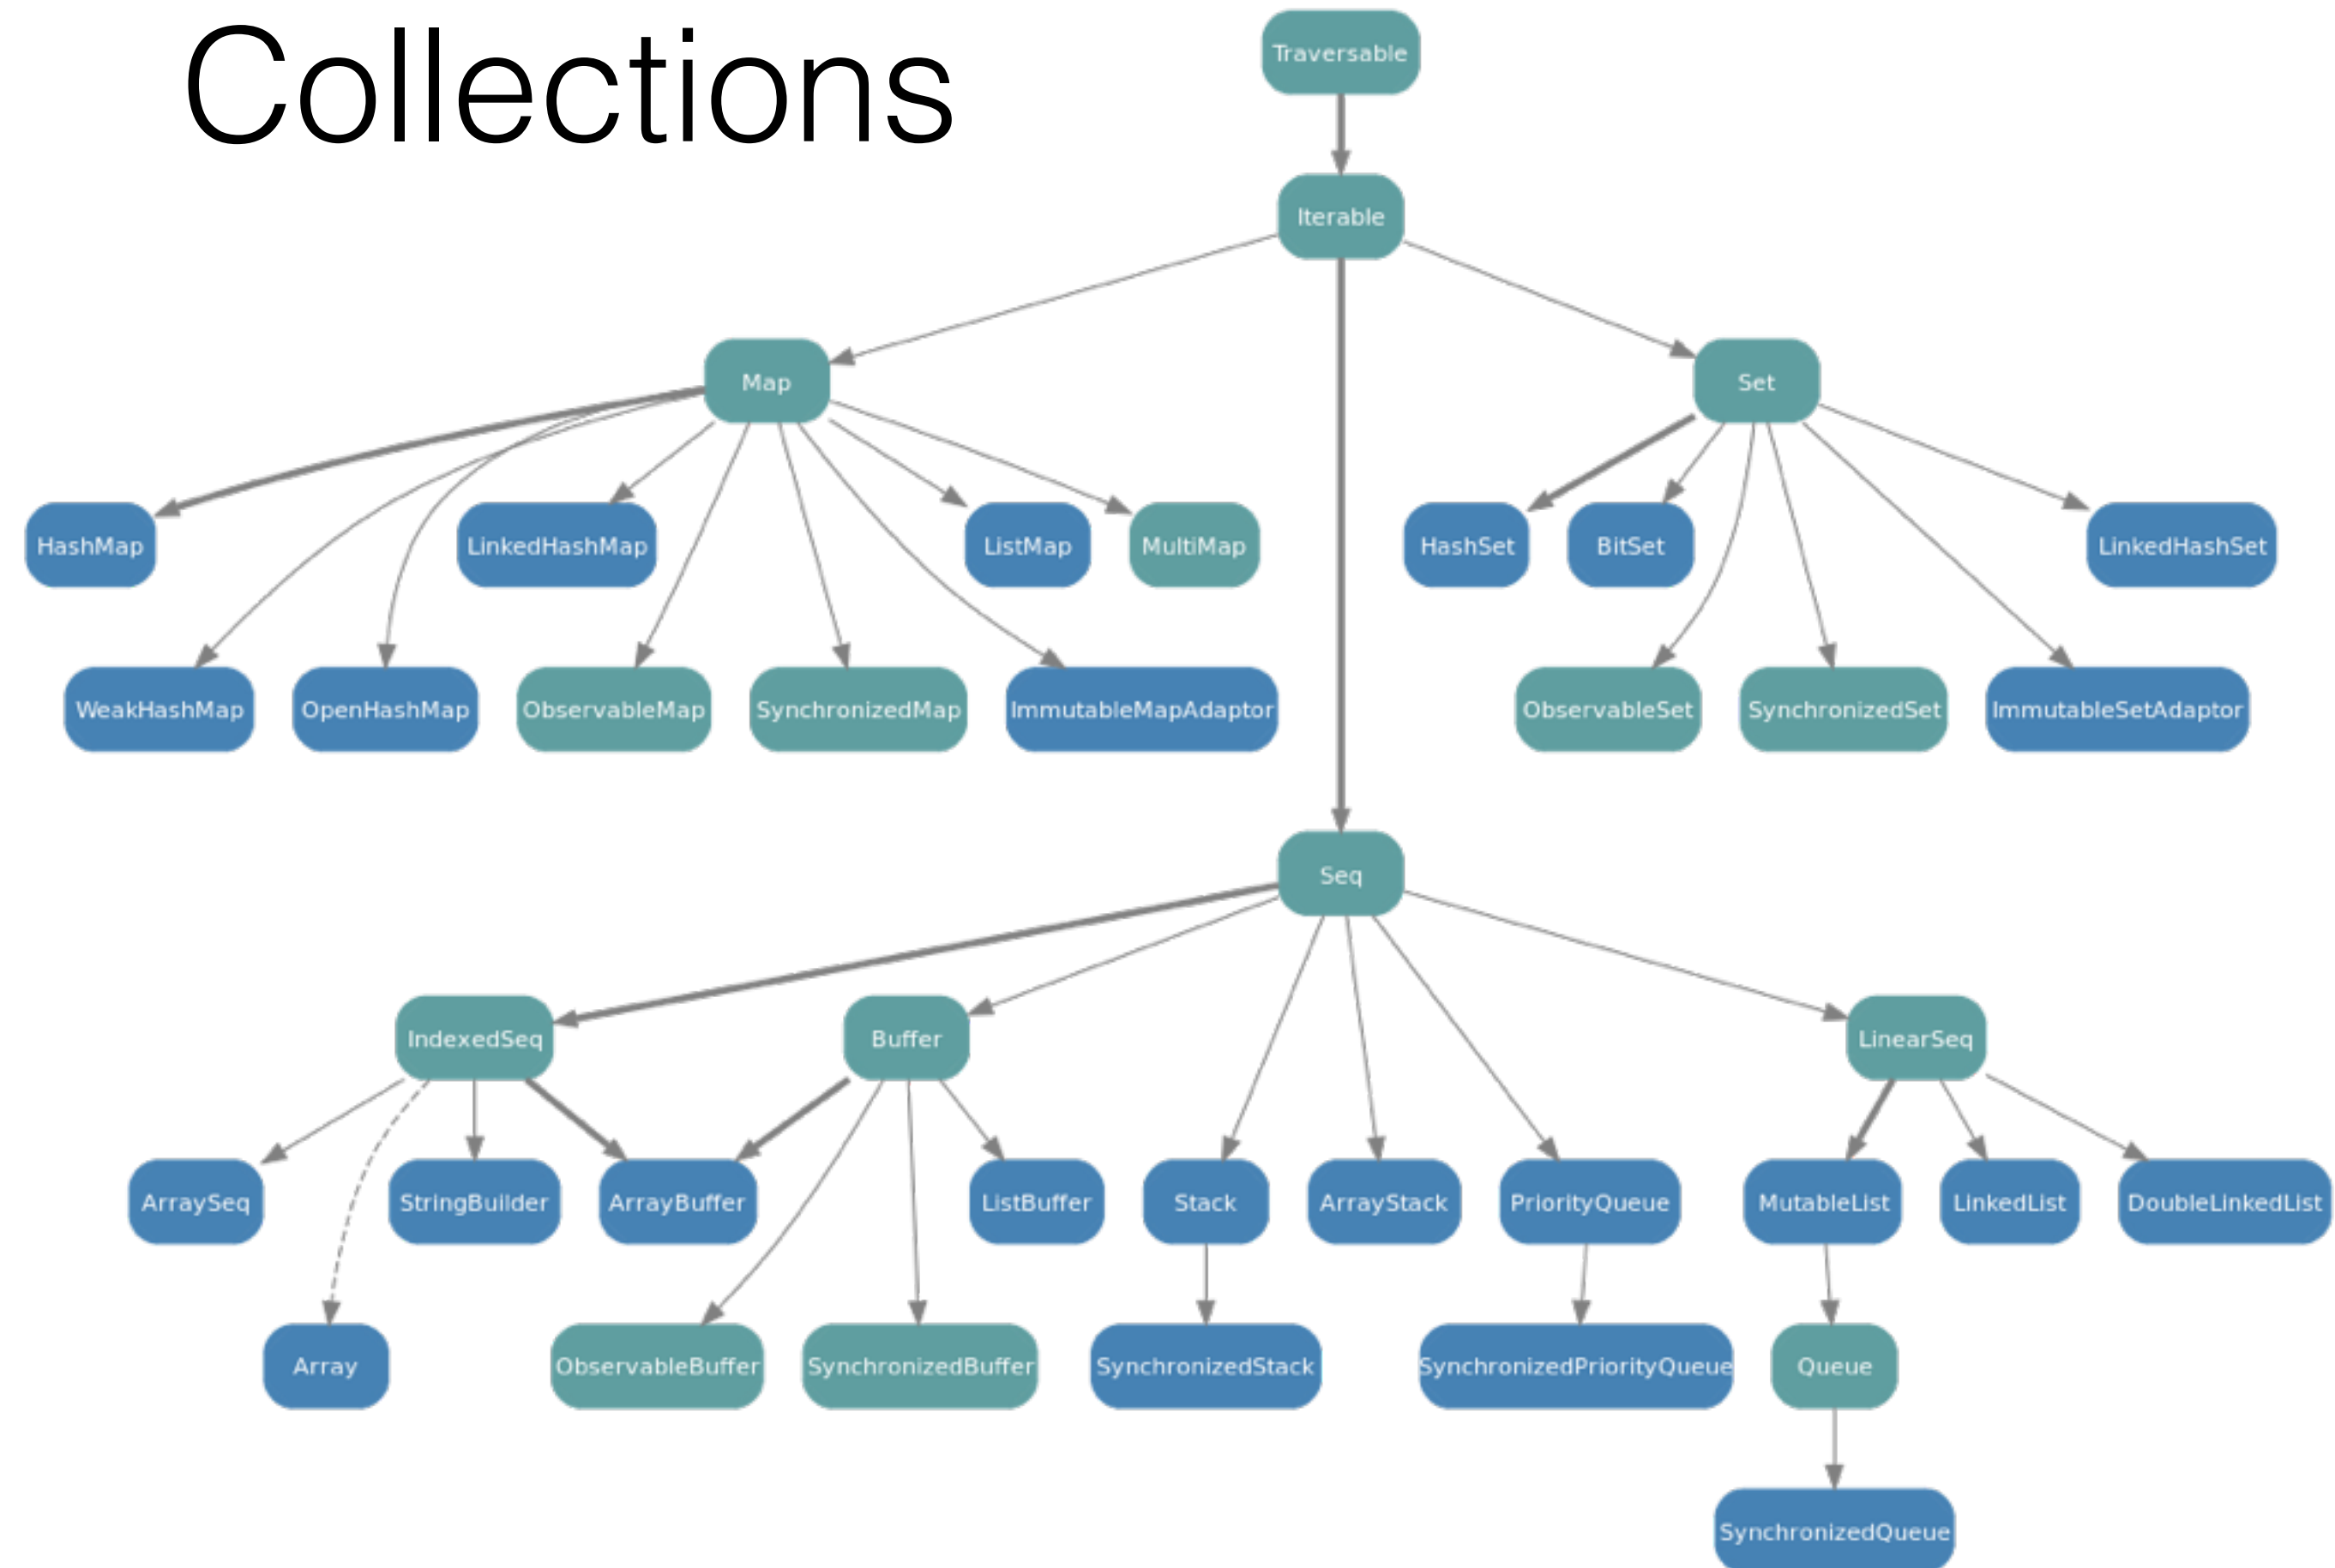 Collections
Traversable
Iterable
Map
Set
HashMap
LinkedHashMap
ListMap
MultiMap
HashSet
BitSet
LinkedHashSet
WeakHashMap
OpenHashMap
ObservableMap
SynchronizedMap
ImmutableMapAdaptor
ObservableSet
SynchronizedSet
ImmutableSetAdaptor
Seq
IndexedSeq
Buffer
LinearSeq
ArraySeq
StringBuilder
ArrayBuffer
ListBuffer
Stack
ArrayStack
PriorityQueue
MutableList
LinkedList
DoubleLinkedList
Array
ObservableBuffer
SynchronizedBuffer
SynchronizedStack
SynchronizedPriorityQueue
Queue
SynchronizedQueue